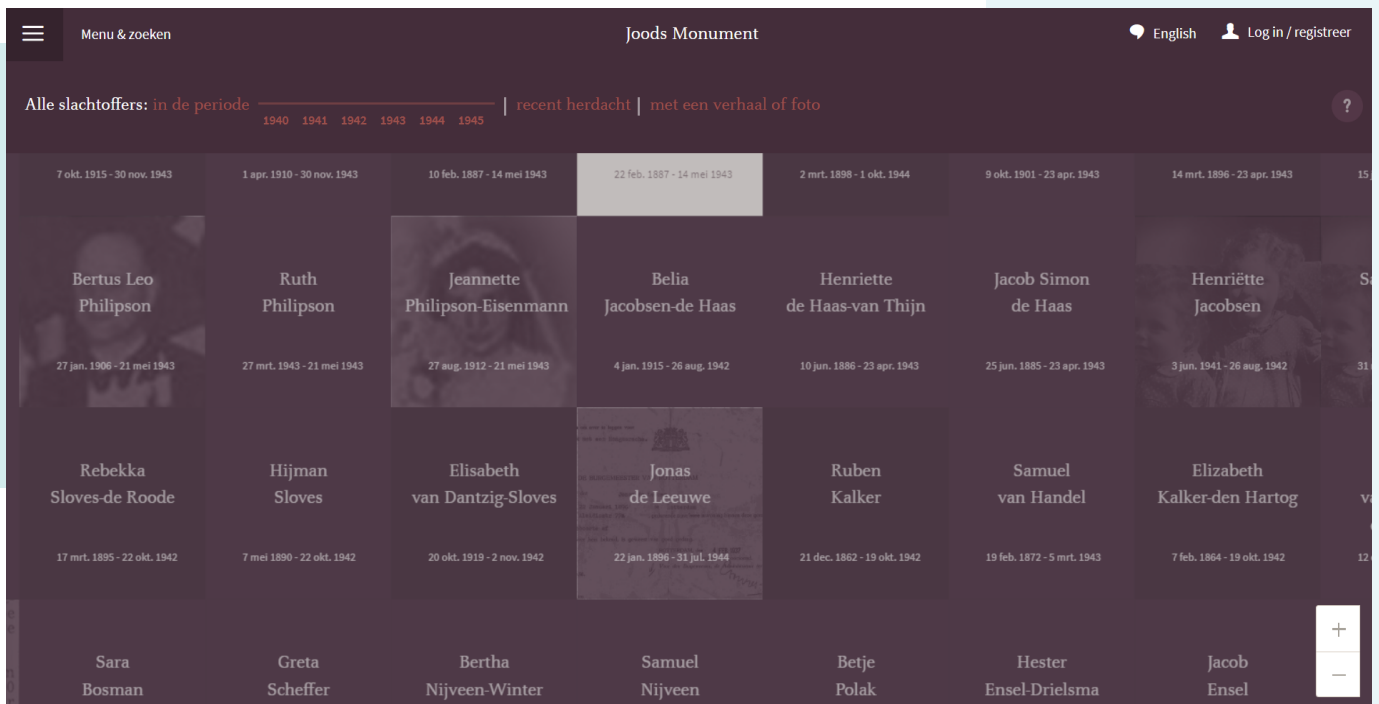 Menu & zoeken
Joods Monument
English
Log in / registreer
Alle slachtoffers: in de periode
1940 1941 1942 1943 1944 1945
| recent herdacht | met een verhaal of foto
?
7 okt. 1915 - 30 nov. 1943
1 apr. 1910 - 30 nov. 1943
10 feb. 1887 - 14 mei 1943
22 feb. 1887 - 14 mei 1943
2 mrt. 1898 - 1 okt. 1944
9 okt. 1901 - 23 apr. 1943
14 mrt. 1896 - 23 apr. 1943
15
Bertus Leo
Philipson
27 jan. 1906 - 21 mei 1943
Ruth
Philipson
27 mrt. 1943 - 21 mei 1943
Jeannette
Philipson-Eisenmann
27 aug. 1912 - 21 mei 1943
Belia
Jacobsen-de Haas
4 jan. 1915 - 26 aug. 1942
Henriette
de Haas-van Thijn
10 jun. 1886 - 23 apr. 1943
Jacob Simon
de Haas
25 jun. 1885 - 23 apr. 1943
Henriëtte
Jacobsen
3 jun. 1941 - 26 aug. 1942
31
Rebekka
Sloves-de Roode
17 mrt. 1895 - 22 okt. 1942
Hijman
Sloves
7 mei 1890 - 22 okt. 1942
Elisabeth
van Dantzig-Sloves
20 okt. 1919 - 2 nov. 1942
Jonas
de Leeuwe
22 jan. 1896 - 31 jul. 1944
Ruben
Kalker
21 dec. 1862 - 19 okt. 1942
Samuel
van Handel
19 feb. 1872 - 5 mrt. 1943
Elizabeth
Kalker-den Hartog
7 feb. 1864 - 19 okt. 1942
12
Sara
Bosman
Greta
Scheffer
Bertha
Nijveen-Winter
Samuel
Nijveen
Betje
Polak
Hester
Ensel-Drielsma
Jacob
Ensel
+
−